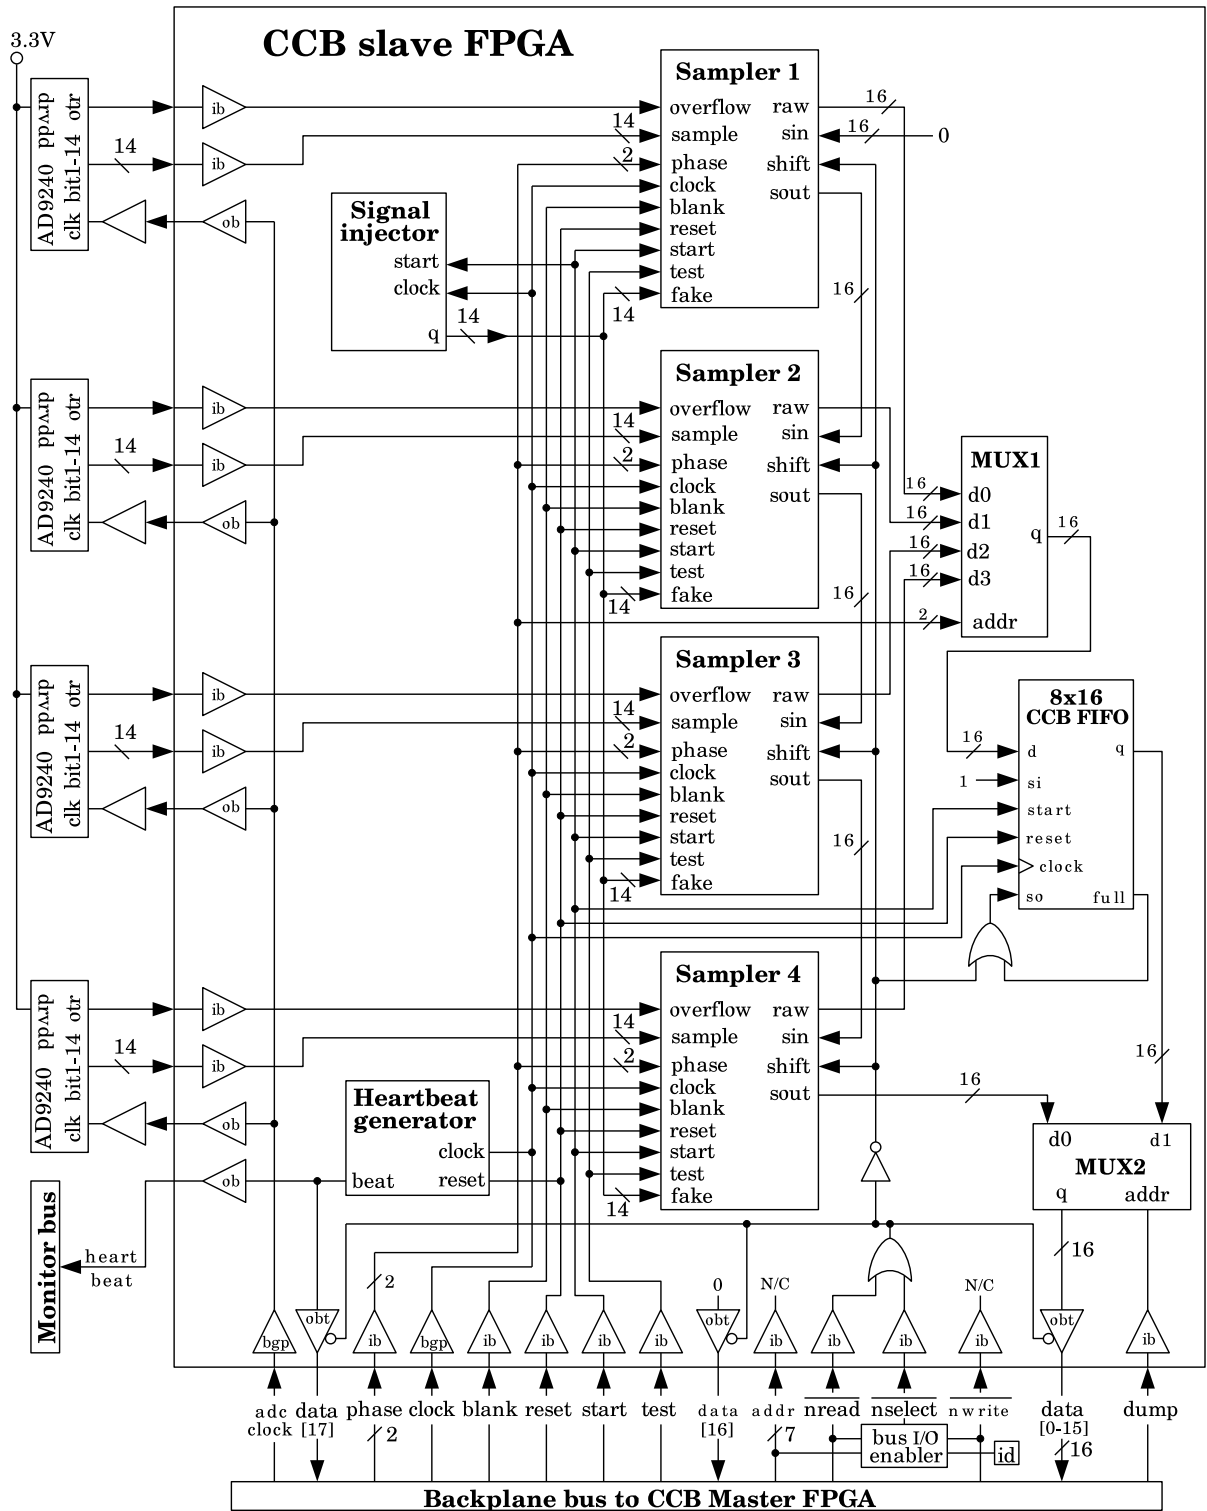 3.3V
CCB slave FPGA
AD9240
drvdd
otr
bit1-14
clk
14
ib
ib
ob
AD9240
drvdd
otr
bit1-14
clk
14
ib
ib
ob
AD9240
drvdd
otr
bit1-14
clk
14
ib
ib
ob
AD9240
drvdd
otr
bit1-14
clk
14
ib
ib
ob
Signal
injector
start
clock
q
14
Sampler 1
overflow raw
sample sin
phase shift
clock
sout
blank
reset
start
test
fake
14
2
14
16
16
0
16
Sampler 2
overflow raw
sample sin
phase shift
clock
sout
blank
reset
start
test
fake
14
2
14
16
Sampler 3
overflow raw
sample sin
phase shift
clock
sout
blank
reset
start
test
fake
14
2
14
16
Sampler 4
overflow raw
sample sin
phase shift
clock
sout
blank
reset
start
test
fake
14
2
14
16
MUX1
16 d0
16 d1
16 d2
16 d3
2 addr
q 16
8x16
CCB FIFO
16 d q
1 si
start
reset
clock
so full
16
d0 d1
MUX2
q addr
16
Heartbeat
generator
clock
beat reset
ob
Monitor bus
heart
beat
2
0
N/C
N/C
bgp
obt
ib
bgp
ib
ib
ib
ib
obt
ib
ib
ib
ib
obt
ib
adc
clock
data
[17]
phase
2
clock
blank
reset
start
test
data
[16]
addr
7
nread
nselect
nwrite
data
[0-15]
16
dump
bus I/O
enabler
id
Backplane bus to CCB Master FPGA